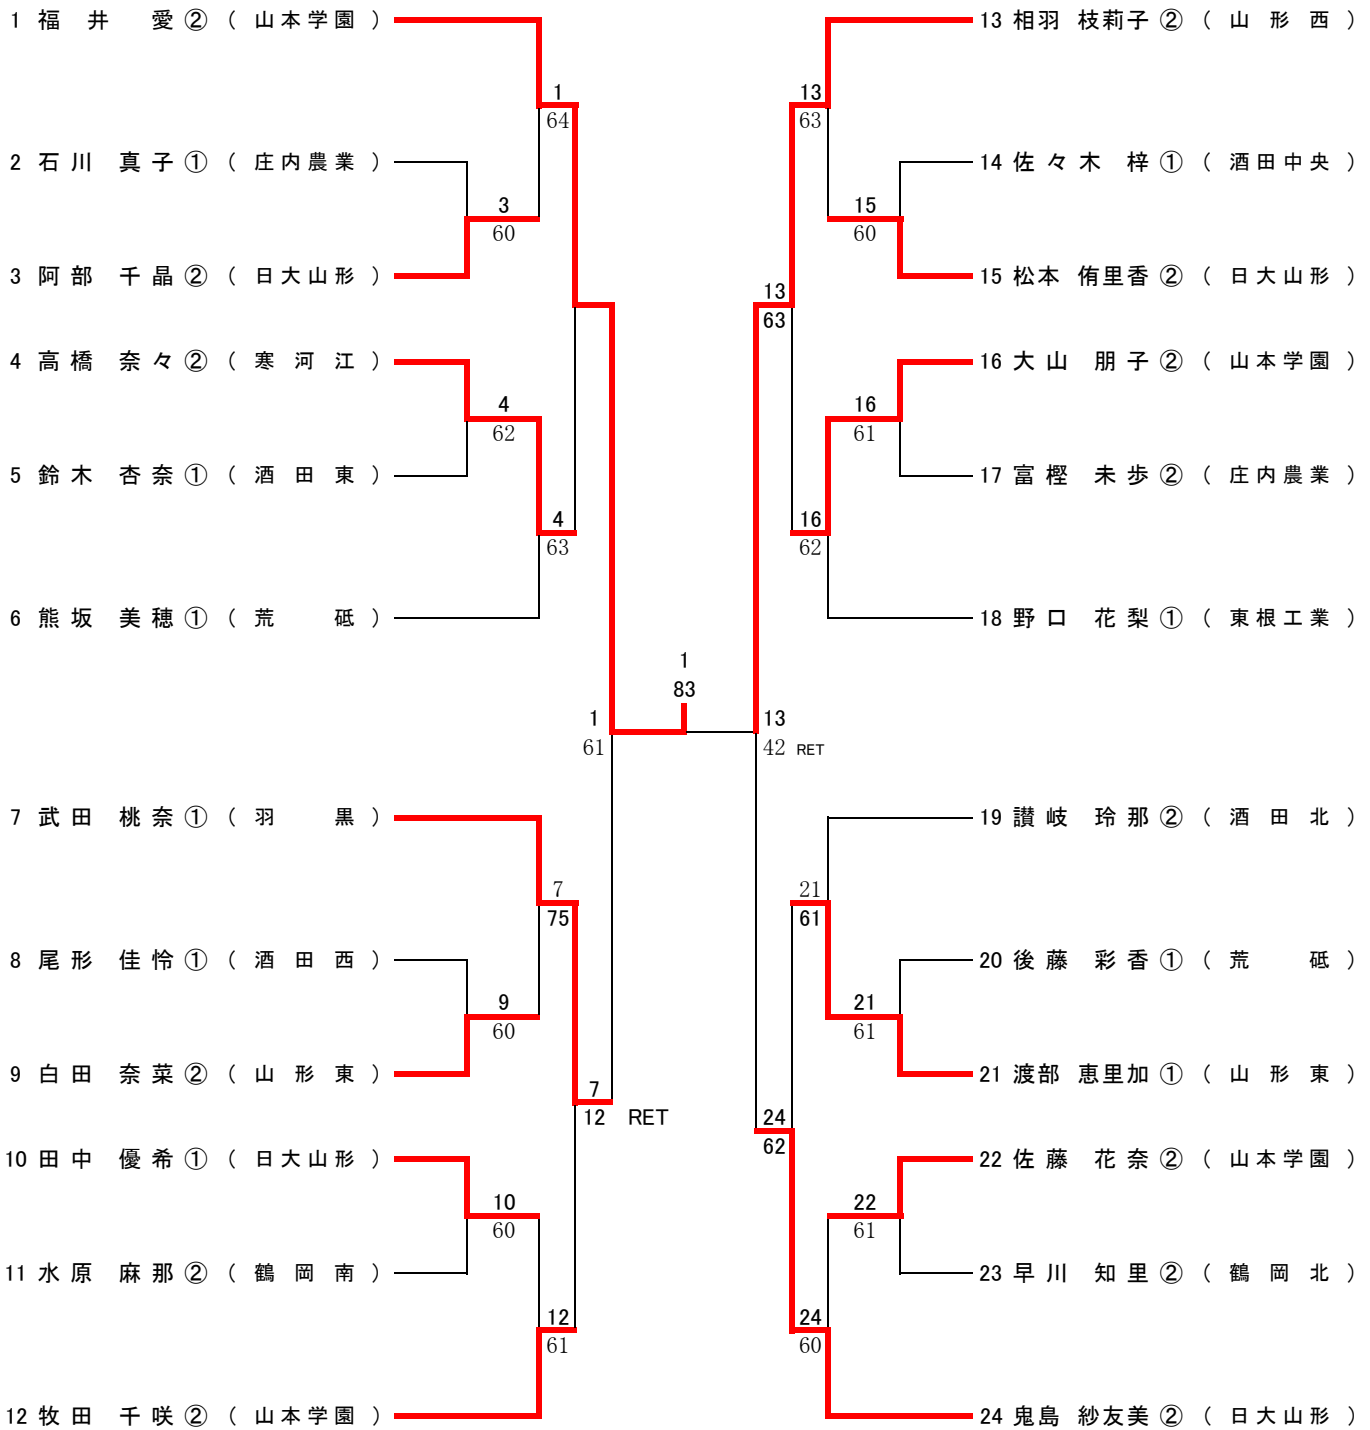 1 福井 愛 ② （ 山本学園 ）
2 石川 真子 ① （ 庄内農業 ）
3 阿部 千晶 ② （ 日大山形 ）
4 高橋 奈々 ② （ 寒河江 ）
5 鈴木 杏奈 ① （ 酒田東 ）
6 熊坂 美穂 ① （ 荒砥 ）
7 武田 桃奈 ① （ 羽黒 ）
8 尾形 佳怜 ① （ 酒田西 ）
9 白田 奈菜 ② （ 山形東 ）
10 田中 優希 ① （ 日大山形 ）
11 水原 麻那 ② （ 鶴岡南 ）
12 牧田 千咲 ② （ 山本学園 ）
3
60
4
62
9
60
10
60
1
64
4
63
7
75
12
61
7
12 RET
1
61
1
83
13
42 RET
13
63
24
62
13
63
16
62
21
61
24
60
15
60
16
61
21
61
22
61
13 相羽 枝莉子 ② （ 山形西 ）
14 佐々木 梓 ① （ 酒田中央 ）
15 松本 侑里香 ② （ 日大山形 ）
16 大山 朋子 ② （ 山本学園 ）
17 富樫 未歩 ② （ 庄内農業 ）
18 野口 花梨 ① （ 東根工業 ）
19 讃岐 玲那 ② （ 酒田北 ）
20 後藤 彩香 ① （ 荒砥 ）
21 渡部 恵里加 ① （ 山形東 ）
22 佐藤 花奈 ② （ 山本学園 ）
23 早川 知里 ② （ 鶴岡北 ）
24 鬼島 紗友美 ② （ 日大山形 ）